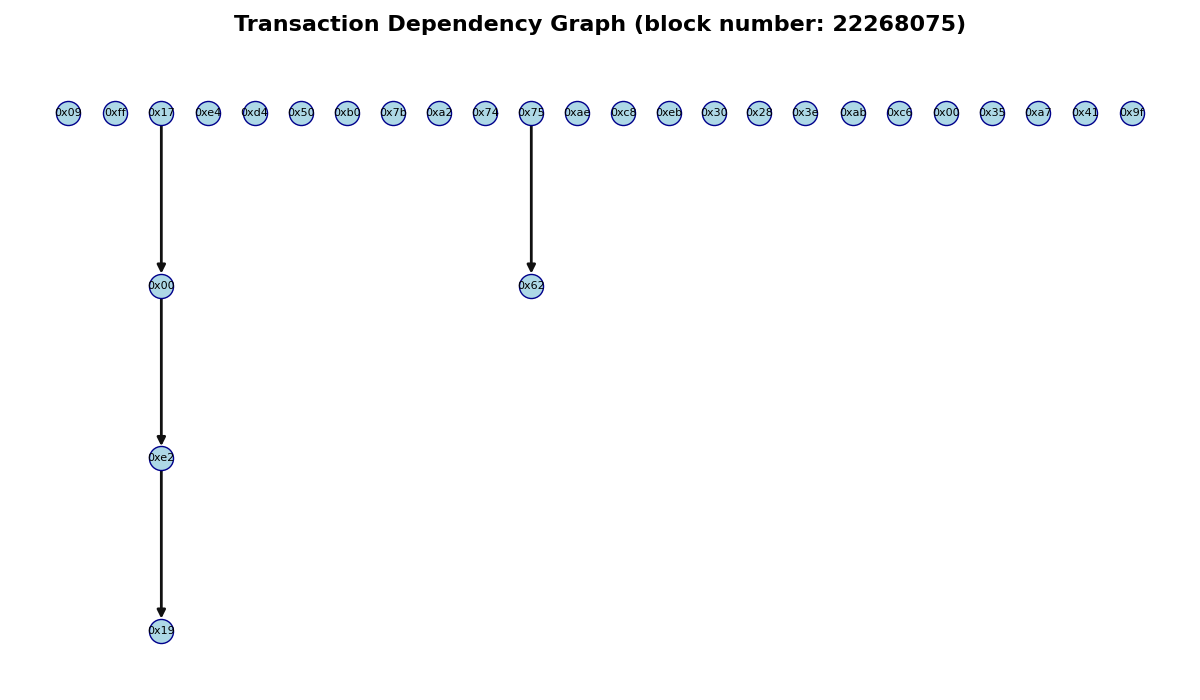 Transaction Dependency Graph (block number: 22268075)
0x09 0xff 0x17 0xe4 0xd4 0x50 0xb0 0x7b 0xa2 0x74 0x75 0xae 0xc8 0xeb 0x30 0x28 0x3e 0xab 0xc6 0x00 0x35 0xa7 0x41 0x9f
0x00 0x62
0xe2
0x19